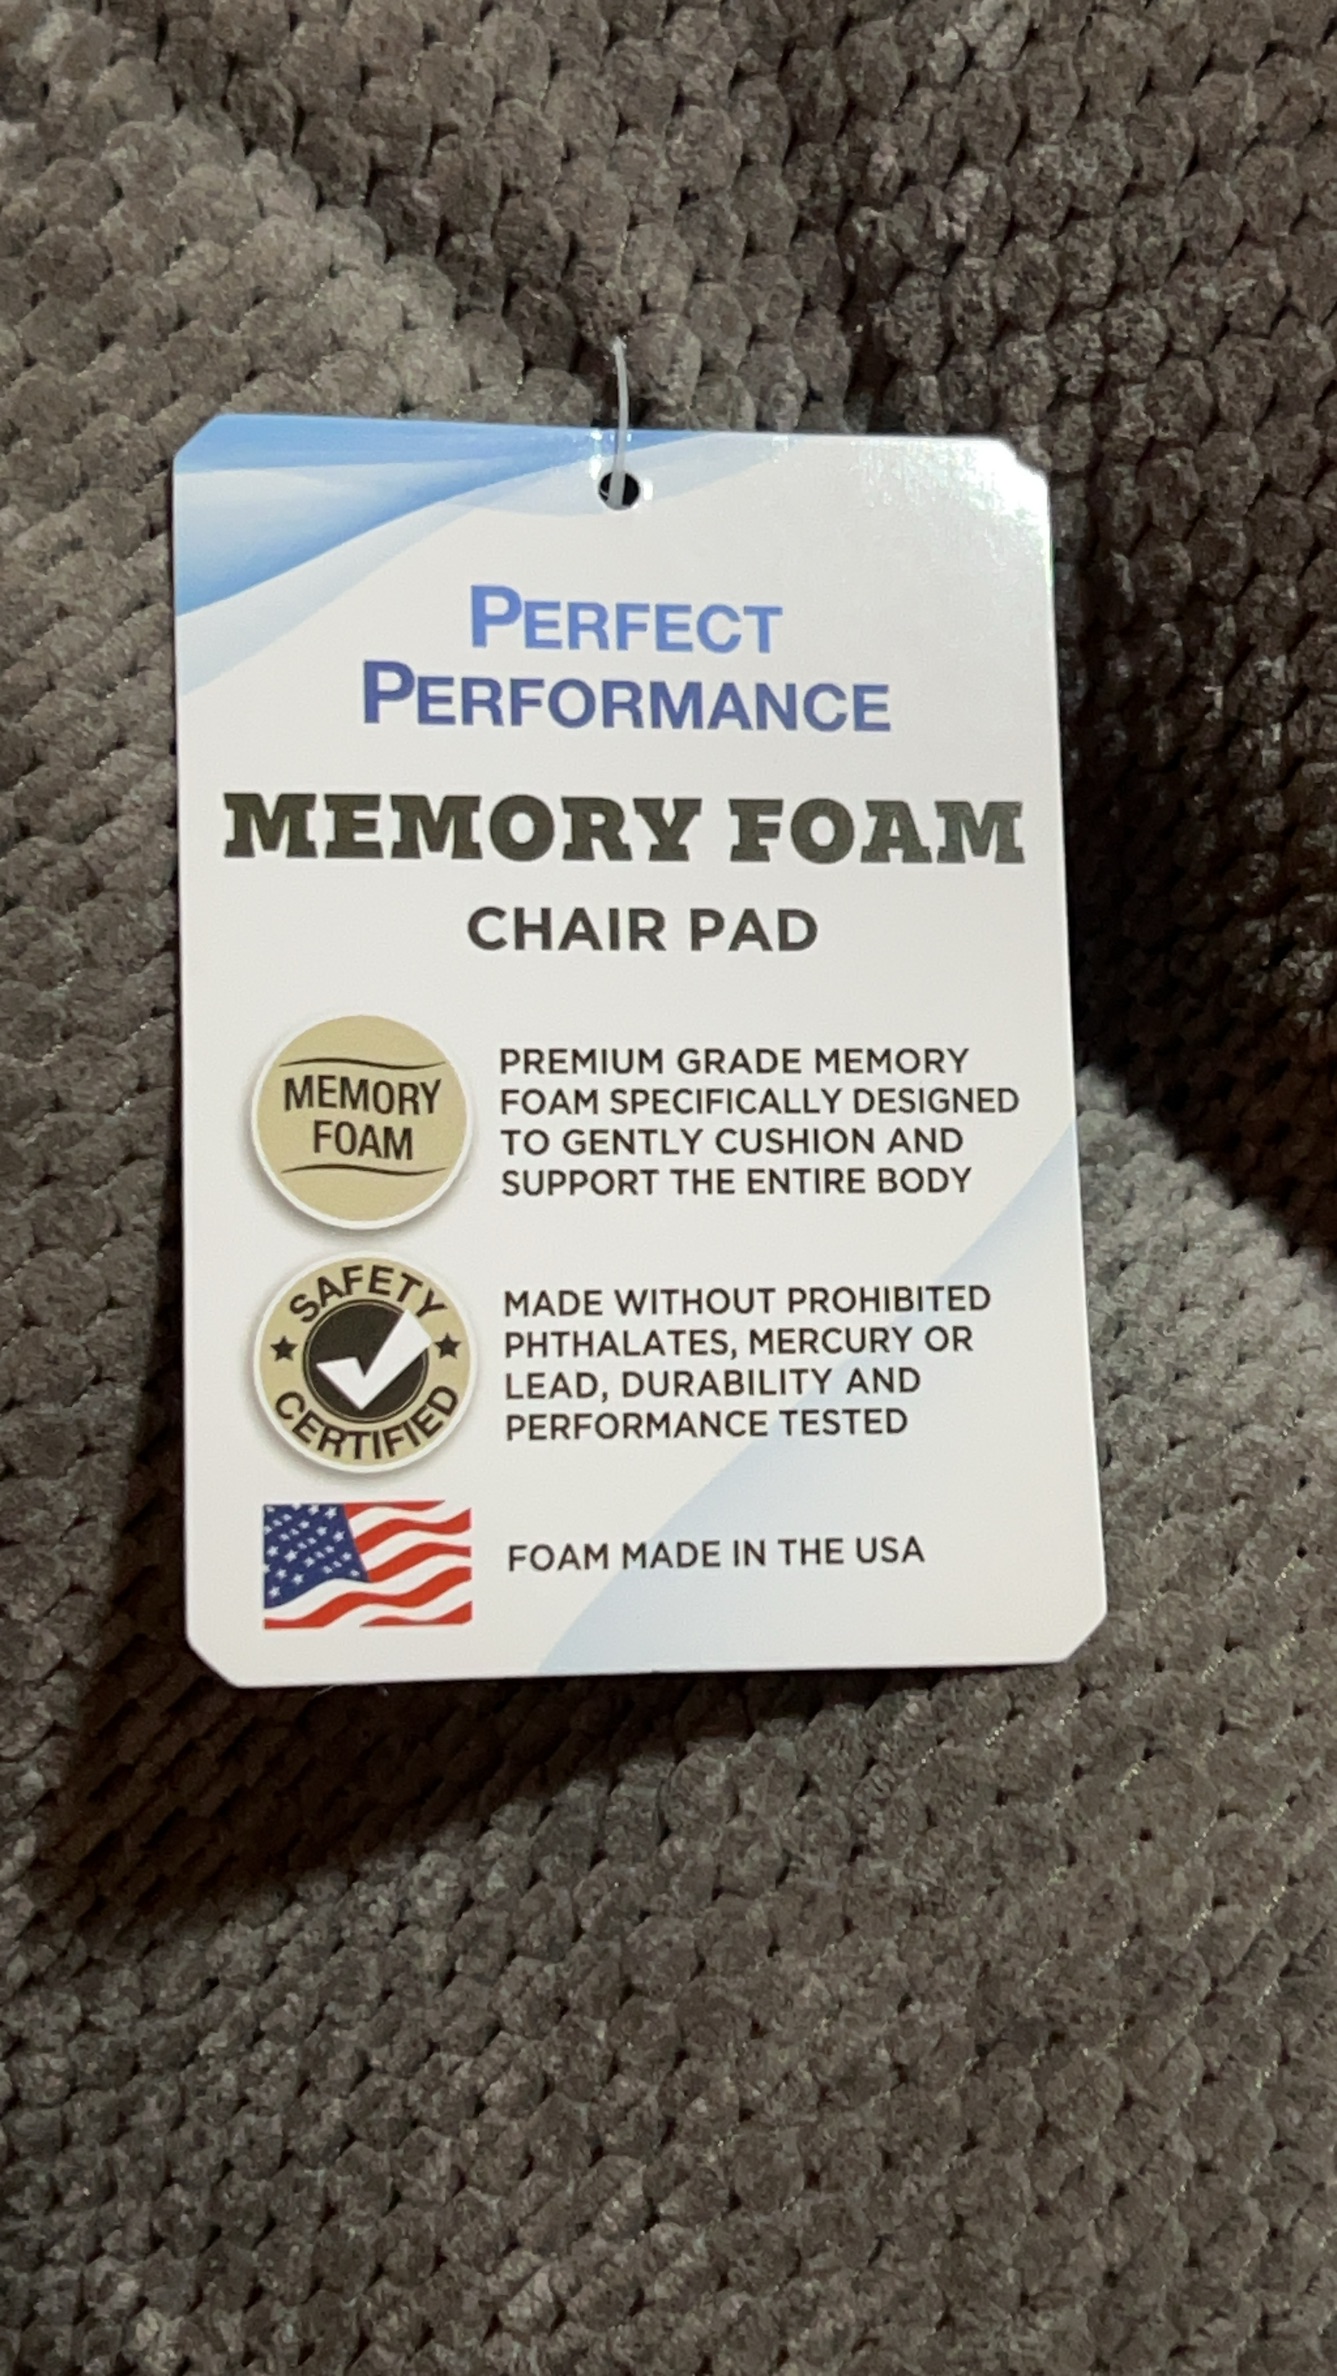 PERFECT
PERFORMANCE
MEMORY FOAM
CHAIR PAD
MEMORY
FOAM
PREMIUM GRADE MEMORY
FOAM SPECIFICALLY DESIGNED
TO GENTLY CUSHION AND
SUPPORT THE ENTIRE BODY
SAFETY
CERTIFIED
MADE WITHOUT PROHIBITED
PHTHALATES, MERCURY OR
LEAD, DURABILITY AND
PERFORMANCE TESTED
FOAM MADE IN THE USA